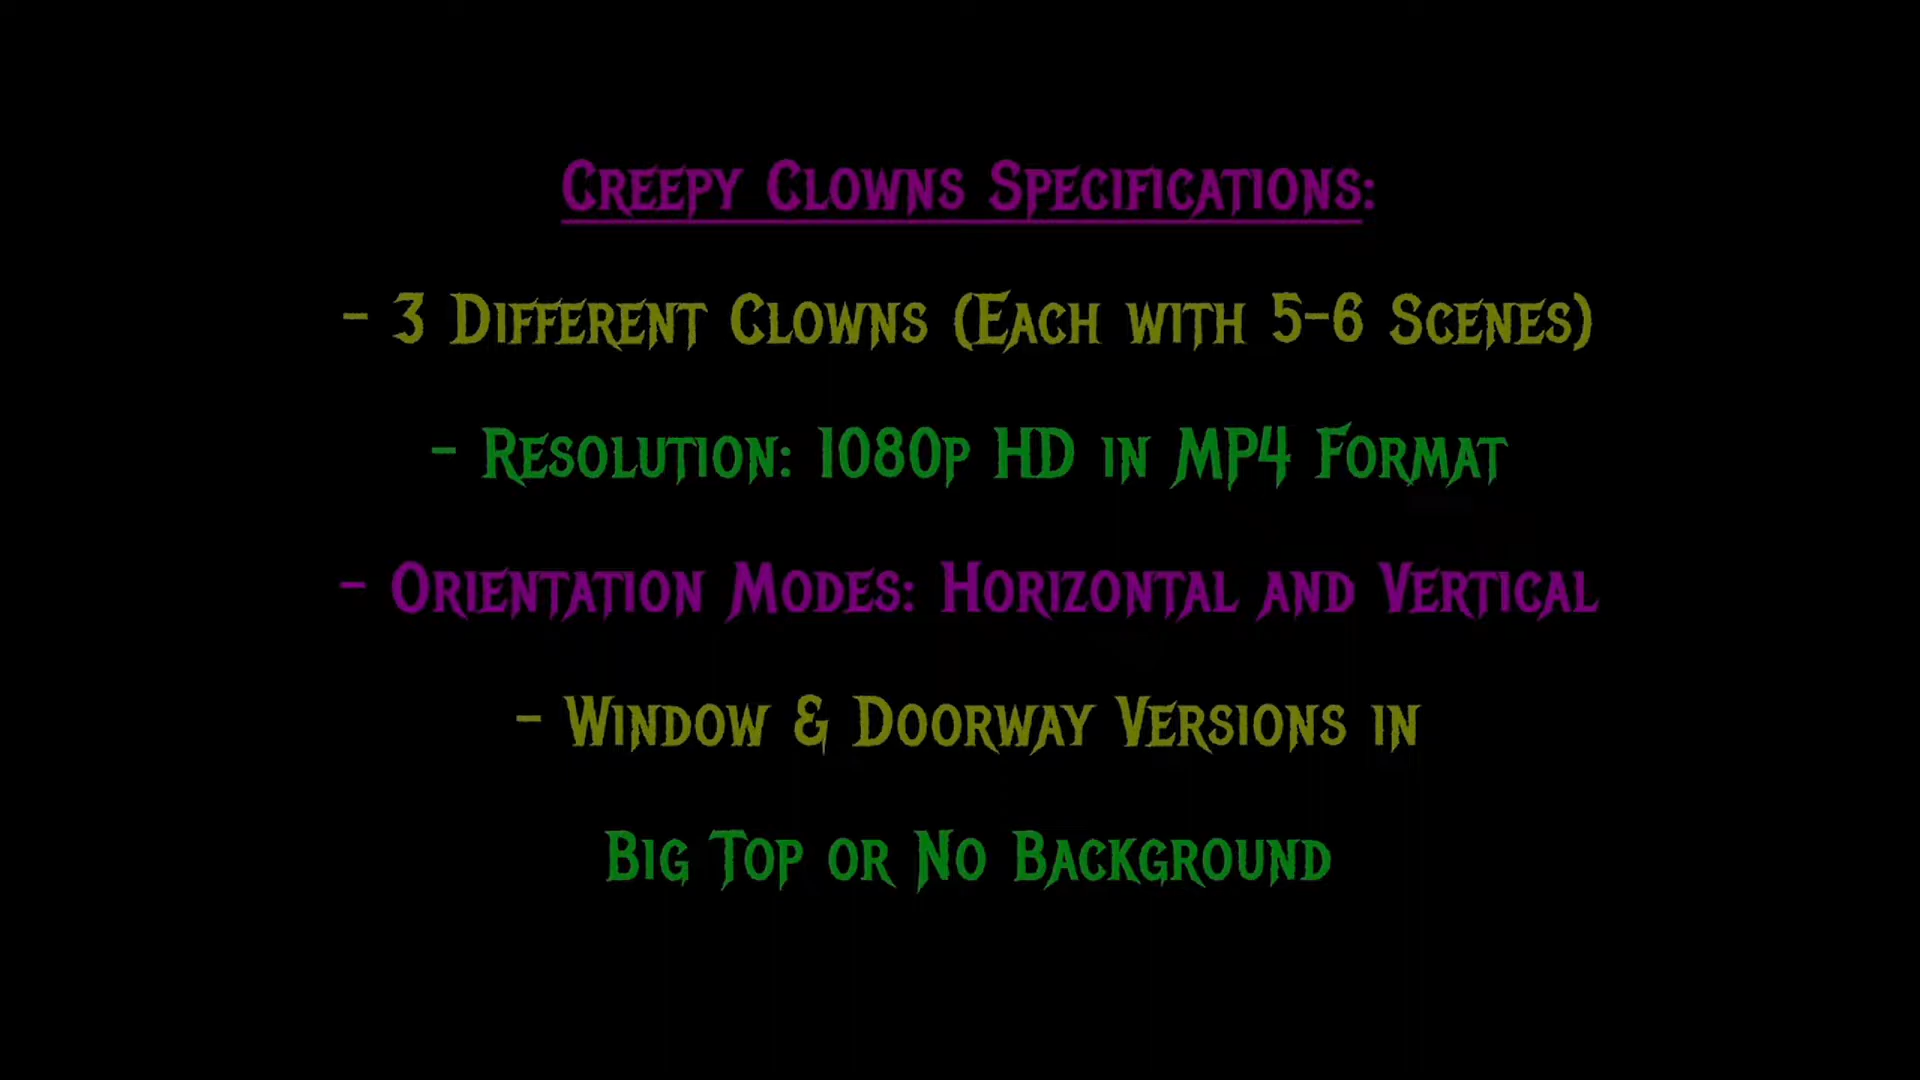 Creepy Clowns Specifications:
- 3 Different Clowns (Each with 5-6 Scenes)
- Resolution: 1080p HD in MP4 Format
- Orientation Modes: Horizontal and Vertical
- Window & Doorway Versions in
Big Top or No Background